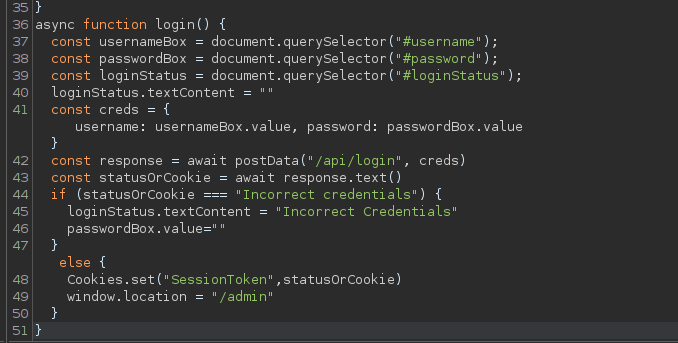 35 }
36 async function login() {
37   const usernameBox = document.querySelector("#username");
38   const passwordBox = document.querySelector("#password");
39   const loginStatus = document.querySelector("#loginStatus");
40   loginStatus.textContent = ""
41   const creds = {
     username: usernameBox.value, password: passwordBox.value
   }
42   const response = await postData("/api/login", creds)
43   const statusOrCookie = await response.text()
44   if (statusOrCookie === "Incorrect credentials") {
45     loginStatus.textContent = "Incorrect Credentials"
46     passwordBox.value=""
47   }
    else {
48     Cookies.set("SessionToken",statusOrCookie)
49     window.location = "/admin"
50   }
51 }